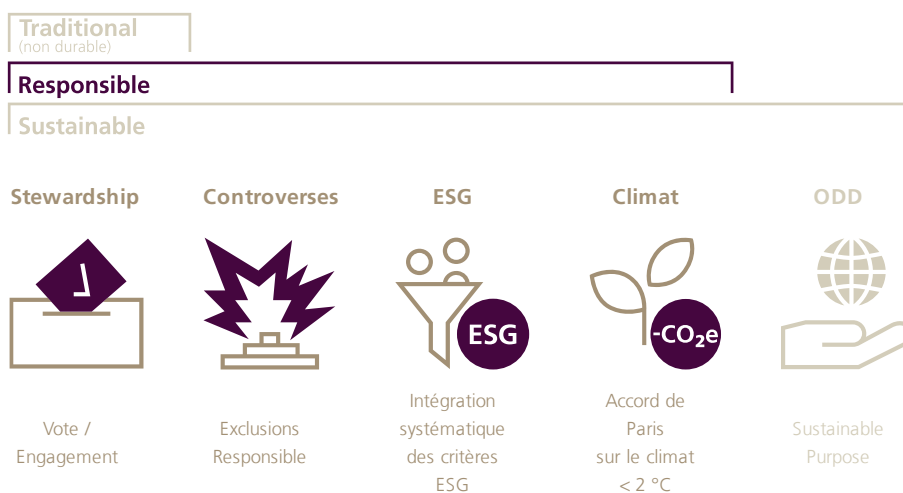 Traditional
(non durable)
Responsible
Sustainable
Stewardship
Controverses
ESG
Climat
ODD
ESG
-CO₂e
Vote /
Engagement
Exclusions
Responsible
Intégration
systématique
des critères
ESG
Accord de
Paris
sur le climat
< 2 °C
Sustainable
Purpose